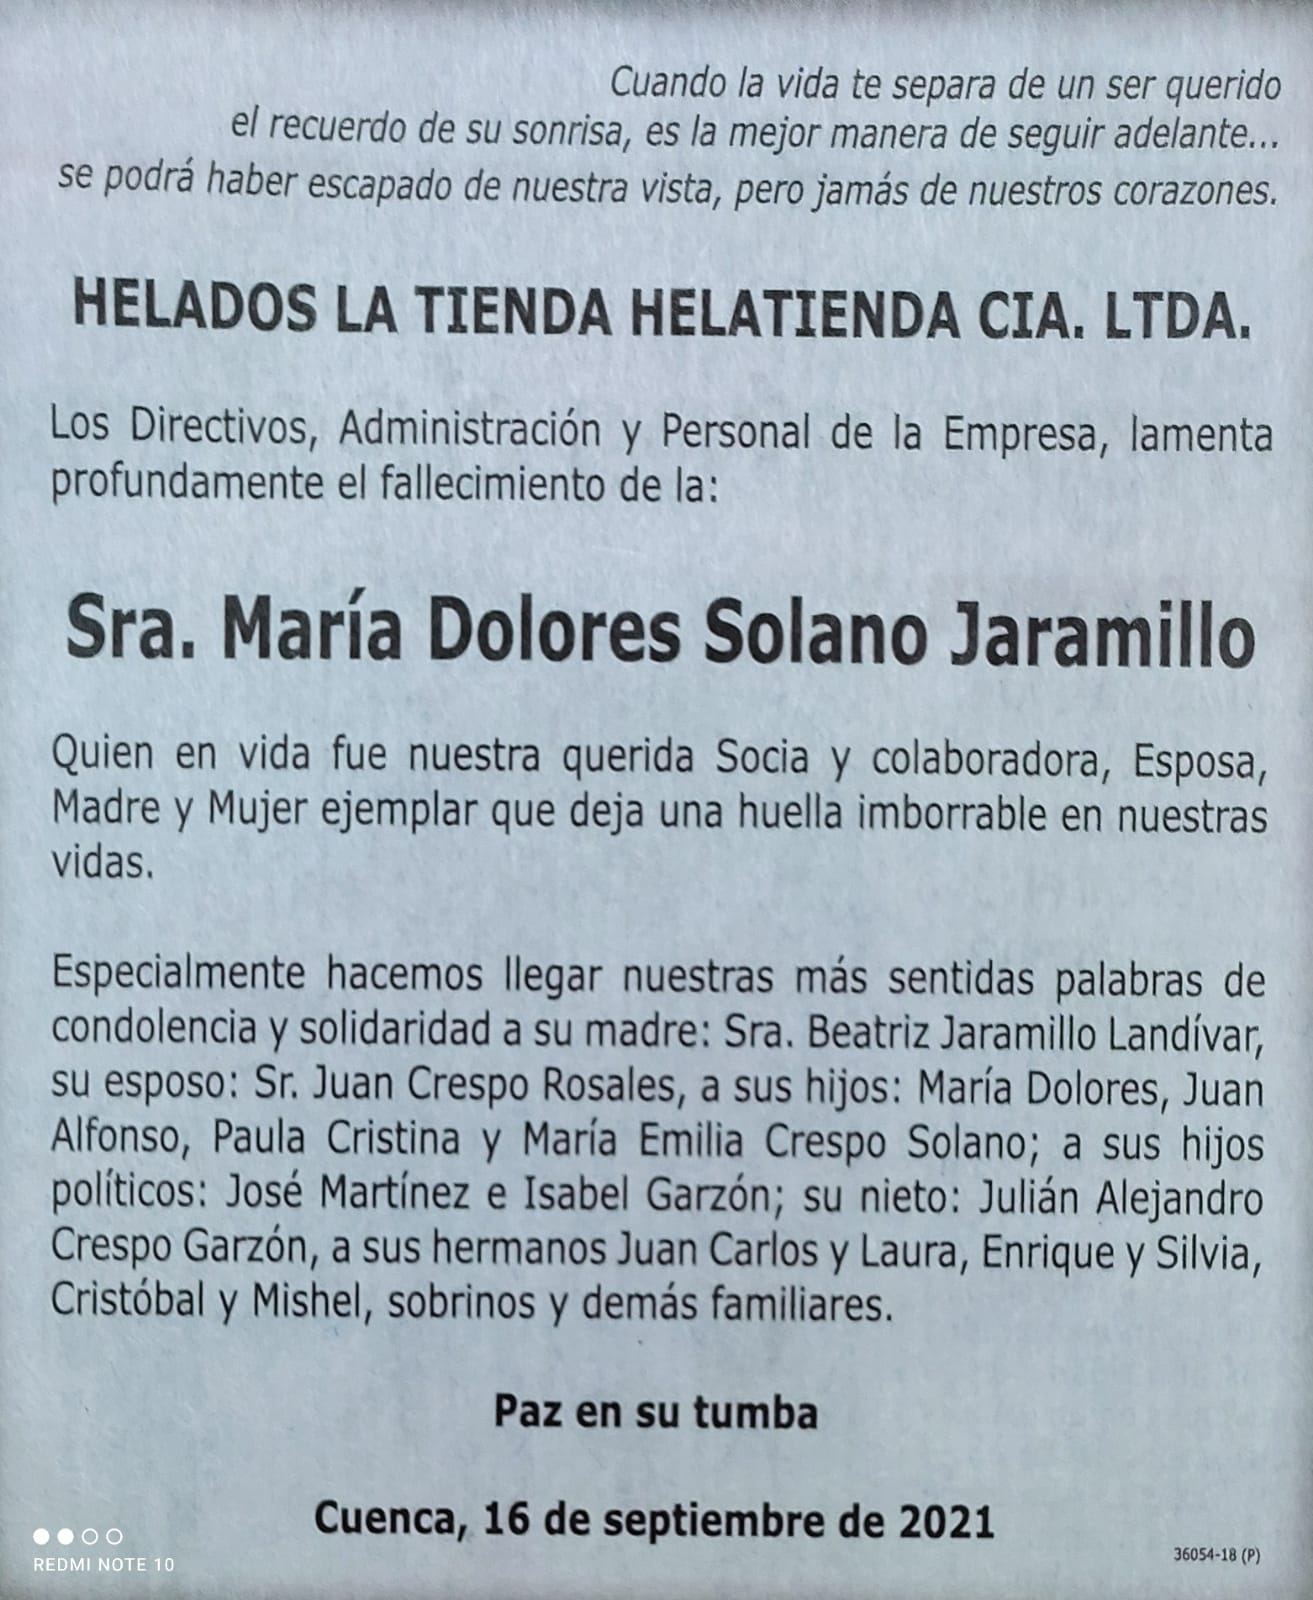 Cuando la vida te separa de un ser querido
el recuerdo de su sonrisa, es la mejor manera de seguir adelante...
se podrá haber escapado de nuestra vista, pero jamás de nuestros corazones.
HELADOS LA TIENDA HELATIENDA CIA. LTDA.
Los Directivos, Administración y Personal de la Empresa, lamenta
profundamente el fallecimiento de la:
Sra. María Dolores Solano Jaramillo
Quien en vida fue nuestra querida Socia y colaboradora, Esposa,
Madre y Mujer ejemplar que deja una huella imborrable en nuestras
vidas.
Especialmente hacemos llegar nuestras más sentidas palabras de
condolencia y solidaridad a su madre: Sra. Beatriz Jaramillo Landívar,
su esposo: Sr. Juan Crespo Rosales, a sus hijos: María Dolores, Juan
Alfonso, Paula Cristina y María Emilia Crespo Solano; a sus hijos
políticos: José Martínez e Isabel Garzón; su nieto: Julián Alejandro
Crespo Garzón, a sus hermanos Juan Carlos y Laura, Enrique y Silvia,
Cristóbal y Mishel, sobrinos y demás familiares.
Paz en su tumba
Cuenca, 16 de septiembre de 2021
36054-18 (P)
REDMI NOTE 10